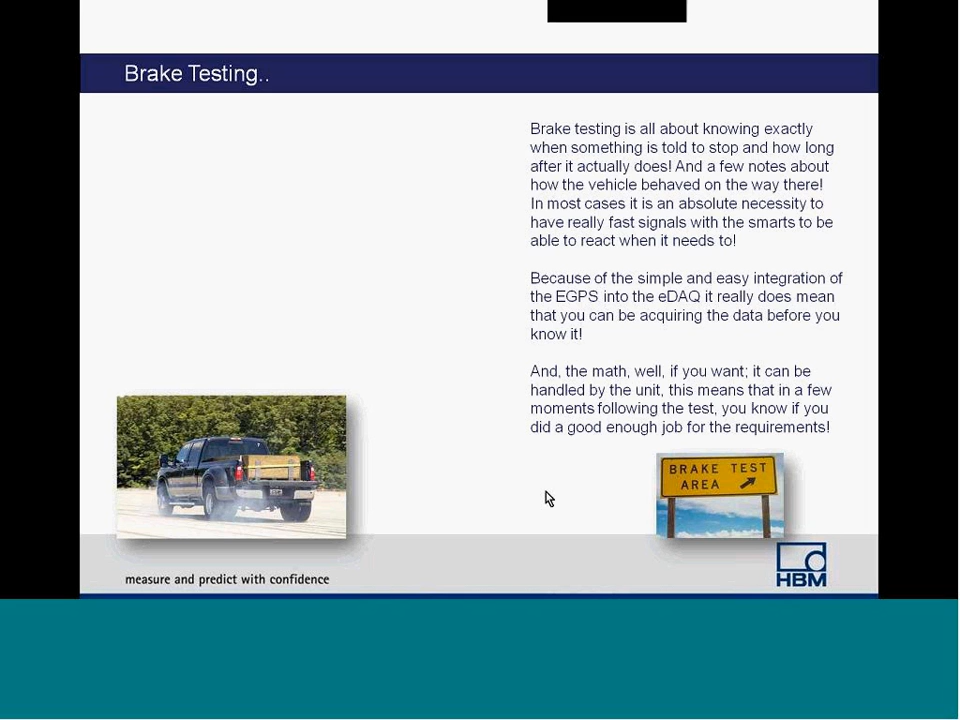 Brake Testing..
Brake testing is all about knowing exactly
when something is told to stop and how long
after it actually does! And a few notes about
how the vehicle behaved on the way there!
In most cases it is an absolute necessity to
have really fast signals with the smarts to be
able to react when it needs to!
Because of the simple and easy integration of
the EGPS into the eDAQ it really does mean
that you can be acquiring the data before you
know it!
And, the math, well, if you want; it can be
handled by the unit, this means that in a few
moments following the test, you know if you
did a good enough job for the requirements!
BRAKE TEST
AREA
measure and predict with confidence
HBM